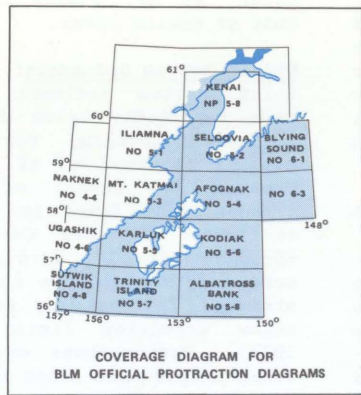 61°
KENAI
NP 5-8
60°
ILIAMNA
NO 5-1
SELDOVIA
NO 5-2
BLYING
SOUND
NO 6-1
59°
NAKNEK
NO 4-4
MT. KATMAI
NO 5-3
AFOGNAK
NO 5-4
NO 6-3
58°
148°
UGASHIK
NO 4-6
KARLUK
NO 5-5
KODIAK
NO 5-6
57°
SUTWIK
ISLAND
NO 4-8
TRINITY
ISLAND
NO 5-7
ALBATROSS
BANK
NO 5-8
56°
157°
156°
153°
150°
COVERAGE DIAGRAM FOR
BLM OFFICIAL PROTRACTION DIAGRAMS